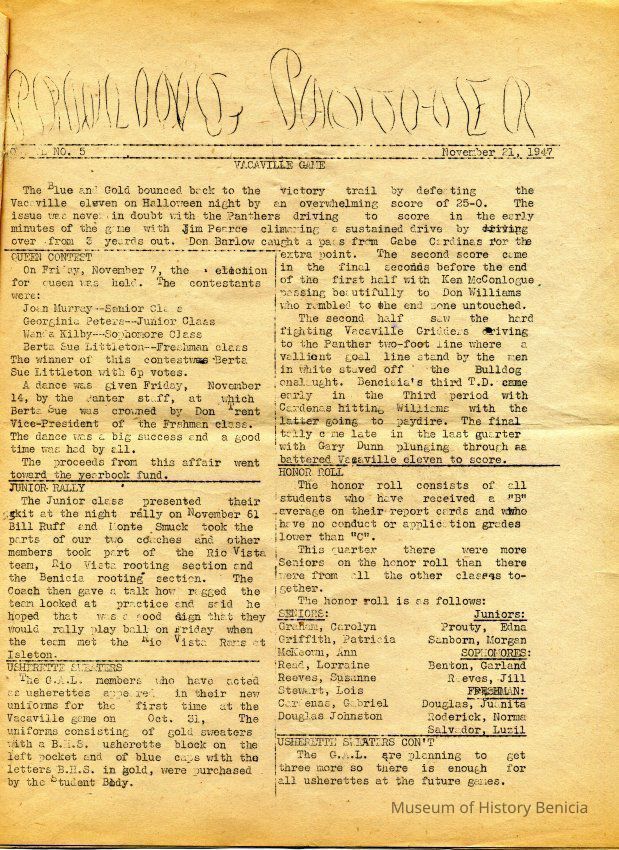 PROWLING PANTHER
NO. 5
November 21, 1947
VACAVILLE GAME
The Blue and Gold bounced back to the victory trail by defeating the
Vacaville eleven on Halloween night by an overwhelming score of 25-0. The
issue was never in doubt with the Panthers driving to score in the early
minutes of the game with Jim Pearce climaxing a sustained drive by driving
over from 3 yeards out. Don Barlow caught a pass from Gabe Cardinas for the
extra point. The second score came
in the final seconds before the end
of the first half with Ken McConlogue
passing beautifully to Don Williams
who rambled to the end zone untouched.
The second half saw the hard
fighting Vacaville Gridders driving
to the Panther two-foot line where a
vallient goal line stand by the men
in white staved off the Bulldog
onslaught. Benciaia's third T.D. came
early in the Third period with
Cardenas hitting Williams with the
latter going to paydirt. The final
tally came late in the last quarter
with Gary Dunn plunging through aa
battered Vacaville eleven to score.
QUEEN CONTEST
On Friday, November 7, the election
for queen was held. The contestants
were:
Joan Murray--Senior Class
Georginia Peters--Junior Class
Wanda Kilby--Sophomore Class
Berta Sue Littleton--Freshman class
The winner of this contest was Berta
Sue Littleton with 6p votes.
A dance was given Friday, November
14, by the Panter staff, at which
Berta Sue was crowned by Don Trent
Vice-President of the Frshman class.
The dance was a big success and a good
time was had by all.
The proceeds from this affair went
toward the yearbook fund.
JUNIOR RALLY
The Junior class presented their
skit at the night rally on November 6l
Bill Ruff and Monte Smuck took the
parts of our two coaches and other
members took part of the Rio Vista
team, Rio Vista rooting section and
the Benicia rooting section. The
Coach then gave a talk how ragged the
team looked at practice and said he
hoped that was a good sign that they
would really play ball on Friday when
the team met the Rio Vista Rams at
Isleton.
USHERETTE SWEATERS
The G.A.L. members who have acted
as usherettes appeared in their new
uniforms for the first time at the
Vacaville game on Oct. 31, The
uniforms consisting of gold sweaters
with a B.H.S. usherette block on the
left pocket and of blue caps with the
letters B.H.S. in gold, were purchased
by the Student Body.
HONOR ROLL
The honor roll consists of all
students who have received a "B"
average on their report cards and who
have no conduct or application grades
lower than "C".
This quarter there were more
Seniors on the honor roll than there
were from all the other classes to-
gether.
The honor roll is as follows:
SENIORS:
Graham, Carolyn
Griffith, Patricia
McKeown, Ann
Read, Lorraine
Reeves, Susanne
Stewart, Lois
Cardenas, Gabriel
Douglas Johnston
Juniors:
Prouty, Edna
Sanborn, Morgan
SOPHOMORES:
Benton, Garland
Reeves, Jill
FRESHMAN:
Douglas, Juanita
Roderick, Norma
Salvador, Luzil
USHERETTE SWEATERS CON'T
The G.A.L. are planning to get
three more so there is enough for
all usherettes at the future games.
Museum of History Benicia